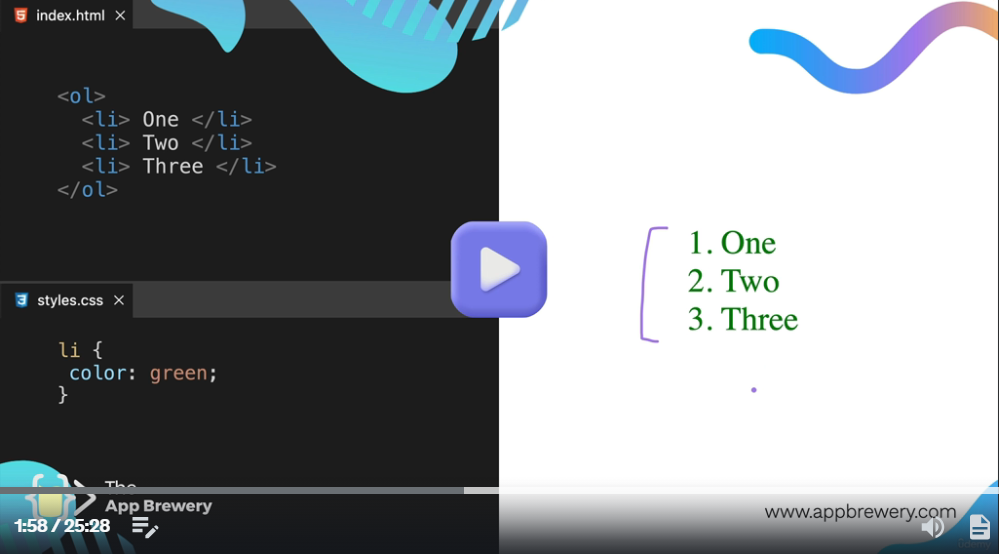 index.html ×
<ol>
<li> One </li>
<li> Two </li>
<li> Three </li>
</ol>
styles.css ×
li {
color: green;
}
1. One
2. Two
3. Three
The
App Brewery
www.appbrewery.com
1:58 / 25:28